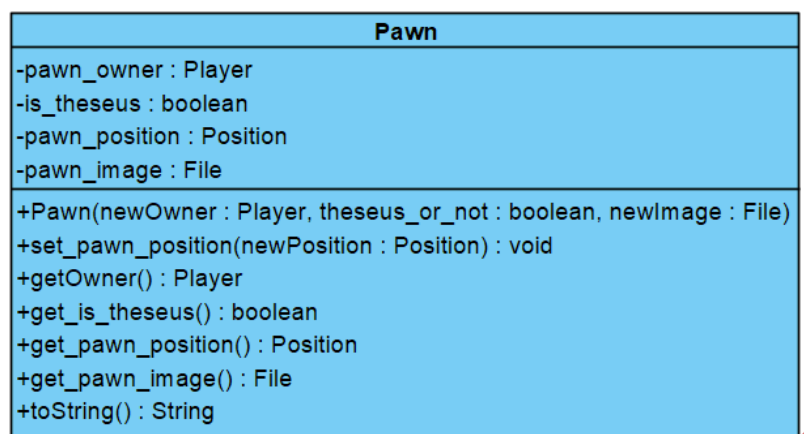 Pawn
-pawn_owner : Player
-is_theseus : boolean
-pawn_position : Position
-pawn_image : File
+Pawn(newOwner : Player, theseus_or_not : boolean, newImage : File)
+set_pawn_position(newPosition : Position) : void
+getOwner() : Player
+get_is_theseus() : boolean
+get_pawn_position() : Position
+get_pawn_image() : File
+toString() : String